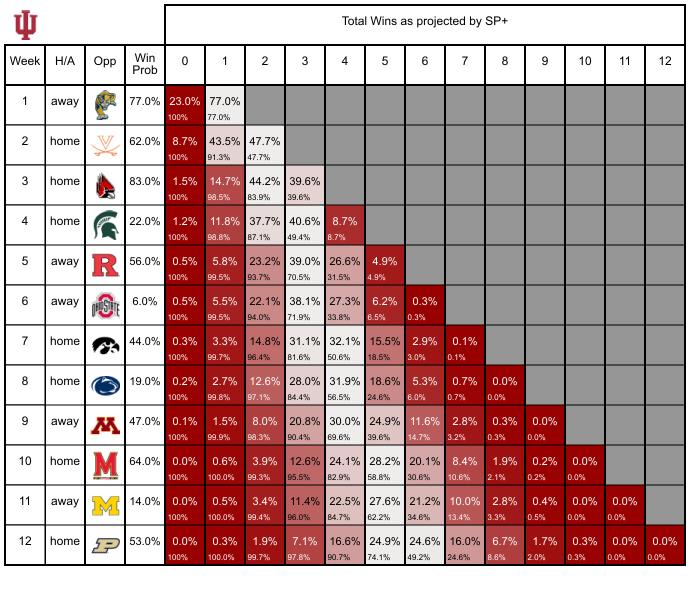 Total Wins as projected by SP+
Week H/A Opp Win Prob 0 1 2 3 4 5 6 7 8 9 10 11 12
1 away 77.0% 23.0% 77.0%
100% 77.0%
2 home 62.0% 8.7% 43.5% 47.7%
100% 91.3% 47.7%
3 home 83.0% 1.5% 14.7% 44.2% 39.6%
100% 98.5% 83.9% 39.6%
4 home 22.0% 1.2% 11.8% 37.7% 40.6% 8.7%
100% 98.8% 87.1% 49.4% 8.7%
5 away R 56.0% 0.5% 5.8% 23.2% 39.0% 26.6% 4.9%
100% 99.5% 93.7% 70.5% 31.5% 4.9%
6 away OHIO STATE 6.0% 0.5% 5.5% 22.1% 38.1% 27.3% 6.2% 0.3%
100% 99.5% 94.0% 71.9% 33.8% 6.5% 0.3%
7 home 44.0% 0.3% 3.3% 14.8% 31.1% 32.1% 15.5% 2.9% 0.1%
100% 99.7% 96.4% 81.6% 50.6% 18.5% 3.0% 0.1%
8 home 19.0% 0.2% 2.7% 12.6% 28.0% 31.9% 18.6% 5.3% 0.7% 0.0%
100% 99.8% 97.1% 84.4% 56.5% 24.6% 6.0% 0.7% 0.0%
9 away M 47.0% 0.1% 1.5% 8.0% 20.8% 30.0% 24.9% 11.6% 2.8% 0.3% 0.0%
100% 99.9% 98.3% 90.4% 69.6% 39.6% 14.7% 3.2% 0.3% 0.0%
10 home M 64.0% 0.0% 0.6% 3.9% 12.6% 24.1% 28.2% 20.1% 8.4% 1.9% 0.2% 0.0%
100% 100.0% 99.3% 95.5% 82.9% 58.8% 30.6% 10.6% 2.1% 0.2% 0.0%
11 away M 14.0% 0.0% 0.5% 3.4% 11.4% 22.5% 27.6% 21.2% 10.0% 2.8% 0.4% 0.0% 0.0%
100% 100.0% 99.4% 96.0% 84.7% 62.2% 34.6% 13.4% 3.3% 0.5% 0.0% 0.0%
12 home P 53.0% 0.0% 0.3% 1.9% 7.1% 16.6% 24.9% 24.6% 16.0% 6.7% 1.7% 0.3% 0.0% 0.0%
100% 100.0% 99.7% 97.8% 90.7% 74.1% 49.2% 24.6% 8.6% 2.0% 0.0% 0.0% 0.0%